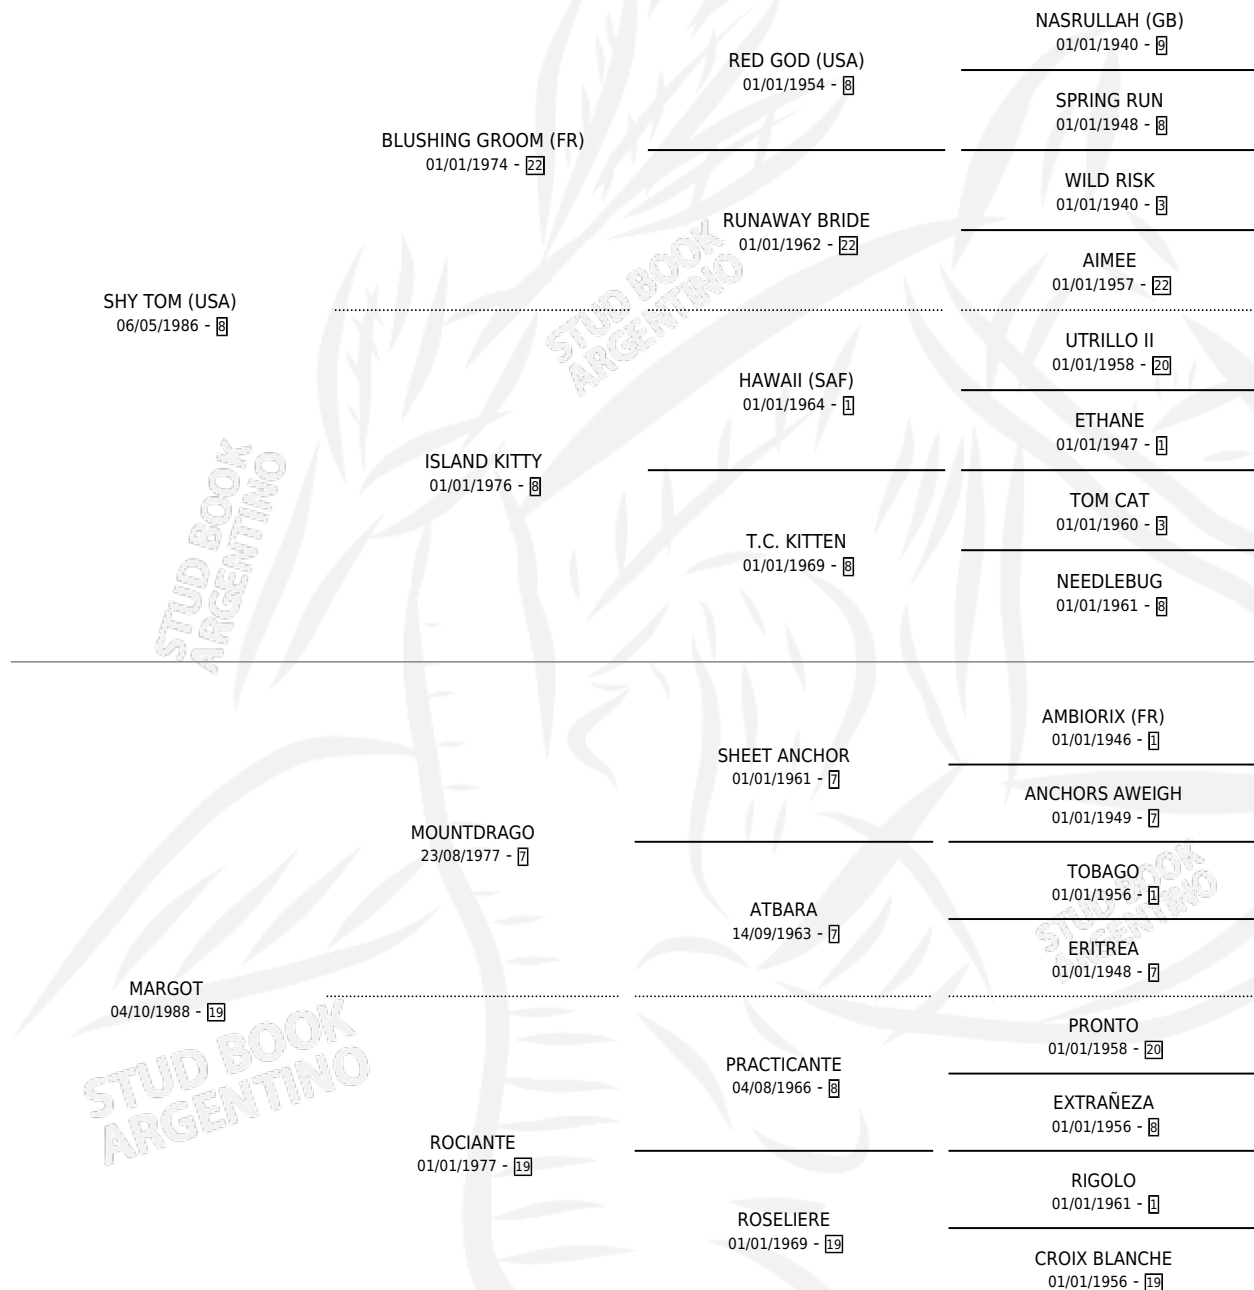 NASRULLAH (GB)
01/01/1940 - 9
RED GOD (USA)
01/01/1954 - 8
SPRING RUN
01/01/1948 - 8
BLUSHING GROOM (FR)
01/01/1974 - 22
WILD RISK
01/01/1940 - 3
RUNAWAY BRIDE
01/01/1962 - 22
AIMEE
01/01/1957 - 22
SHY TOM (USA)
06/05/1986 - 8
UTRILLO II
01/01/1958 - 20
HAWAII (SAF)
01/01/1964 - 1
ETHANE
01/01/1947 - 1
ISLAND KITTY
01/01/1976 - 8
TOM CAT
01/01/1960 - 3
T.C. KITTEN
01/01/1969 - 8
NEEDLEBUG
01/01/1961 - 8
AMBIORIX (FR)
01/01/1946 - 1
SHEET ANCHOR
01/01/1961 - 7
ANCHORS AWEIGH
01/01/1949 - 7
MOUNTDRAGO
23/08/1977 - 7
TOBAGO
01/01/1956 - 1
ATBARA
14/09/1963 - 7
ERITREA
01/01/1948 - 7
MARGOT
04/10/1988 - 19
PRONTO
01/01/1958 - 20
PRACTICANTE
04/08/1966 - 8
EXTRAÑEZA
01/01/1956 - 8
ROCIANTE
01/01/1977 - 19
RIGOLO
01/01/1961 - 1
ROSELIERE
01/01/1969 - 19
CROIX BLANCHE
01/01/1956 - 19
STUD BOOK
ARGENTINO
STUD BOOK
ARGENTINO
STUD BOOK
ARGENTINO
STUD BOOK
ARGENTINO